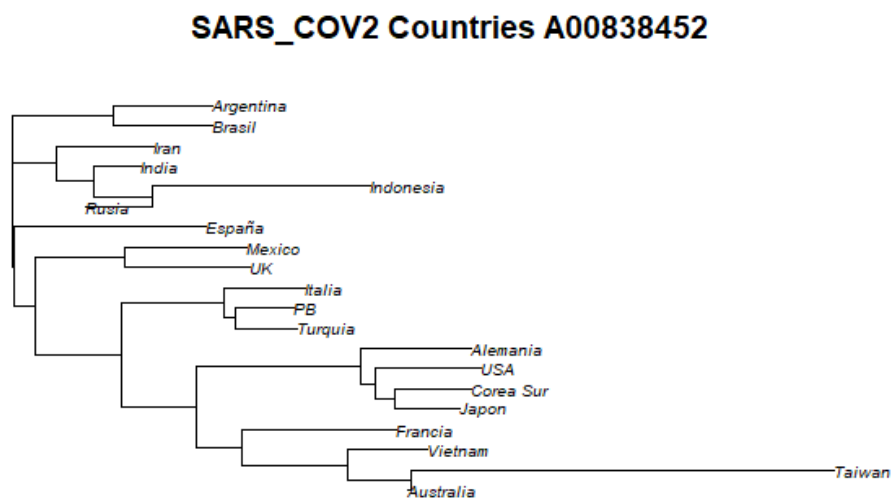 SARS_COV2 Countries A00838452
Argentina
Brasil
Iran
India
Indonesia
Rusia
España
Mexico
UK
Italia
PB
Turquia
Alemania
USA
Corea Sur
Japon
Francia
Vietnam
Taiwan
Australia